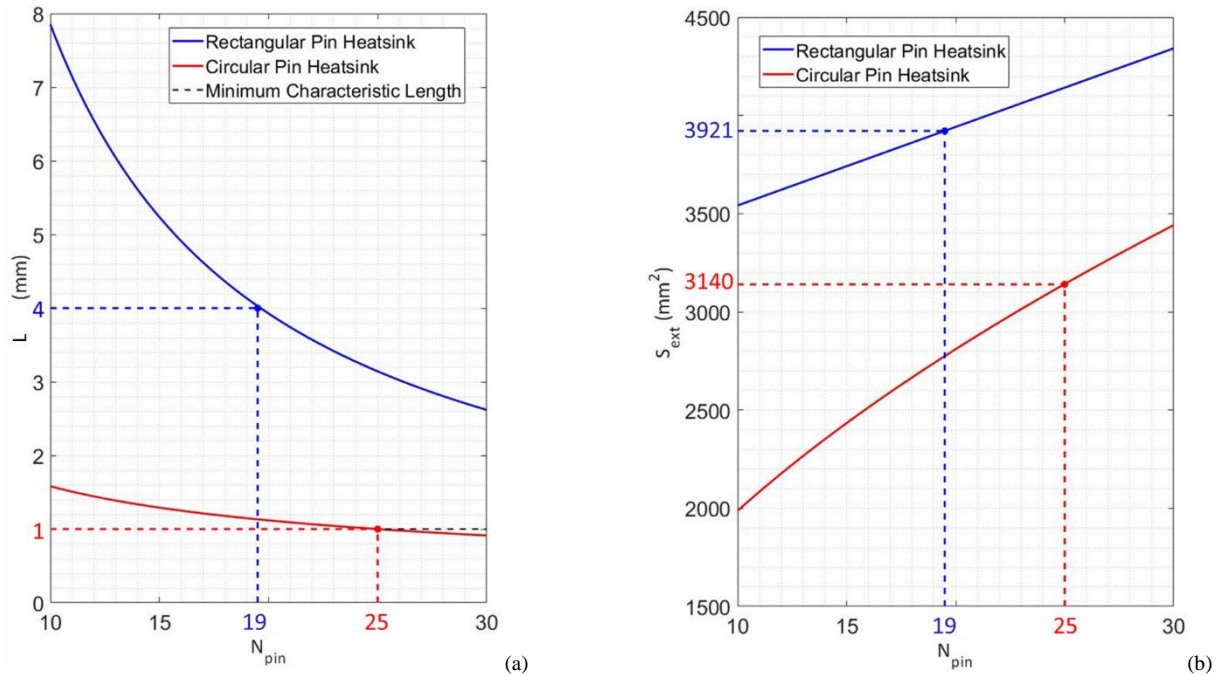 8
7
6
5
4
3
2
1
0
L (mm)
Rectangular Pin Heatsink
Circular Pin Heatsink
Minimum Characteristic Length
10 15 19 25 30
N_pin
(a)
4500
3921
3500
3140
3000
2500
2000
1500
S_ext (mm²)
Rectangular Pin Heatsink
Circular Pin Heatsink
10 15 19 25 30
N_pin
(b)